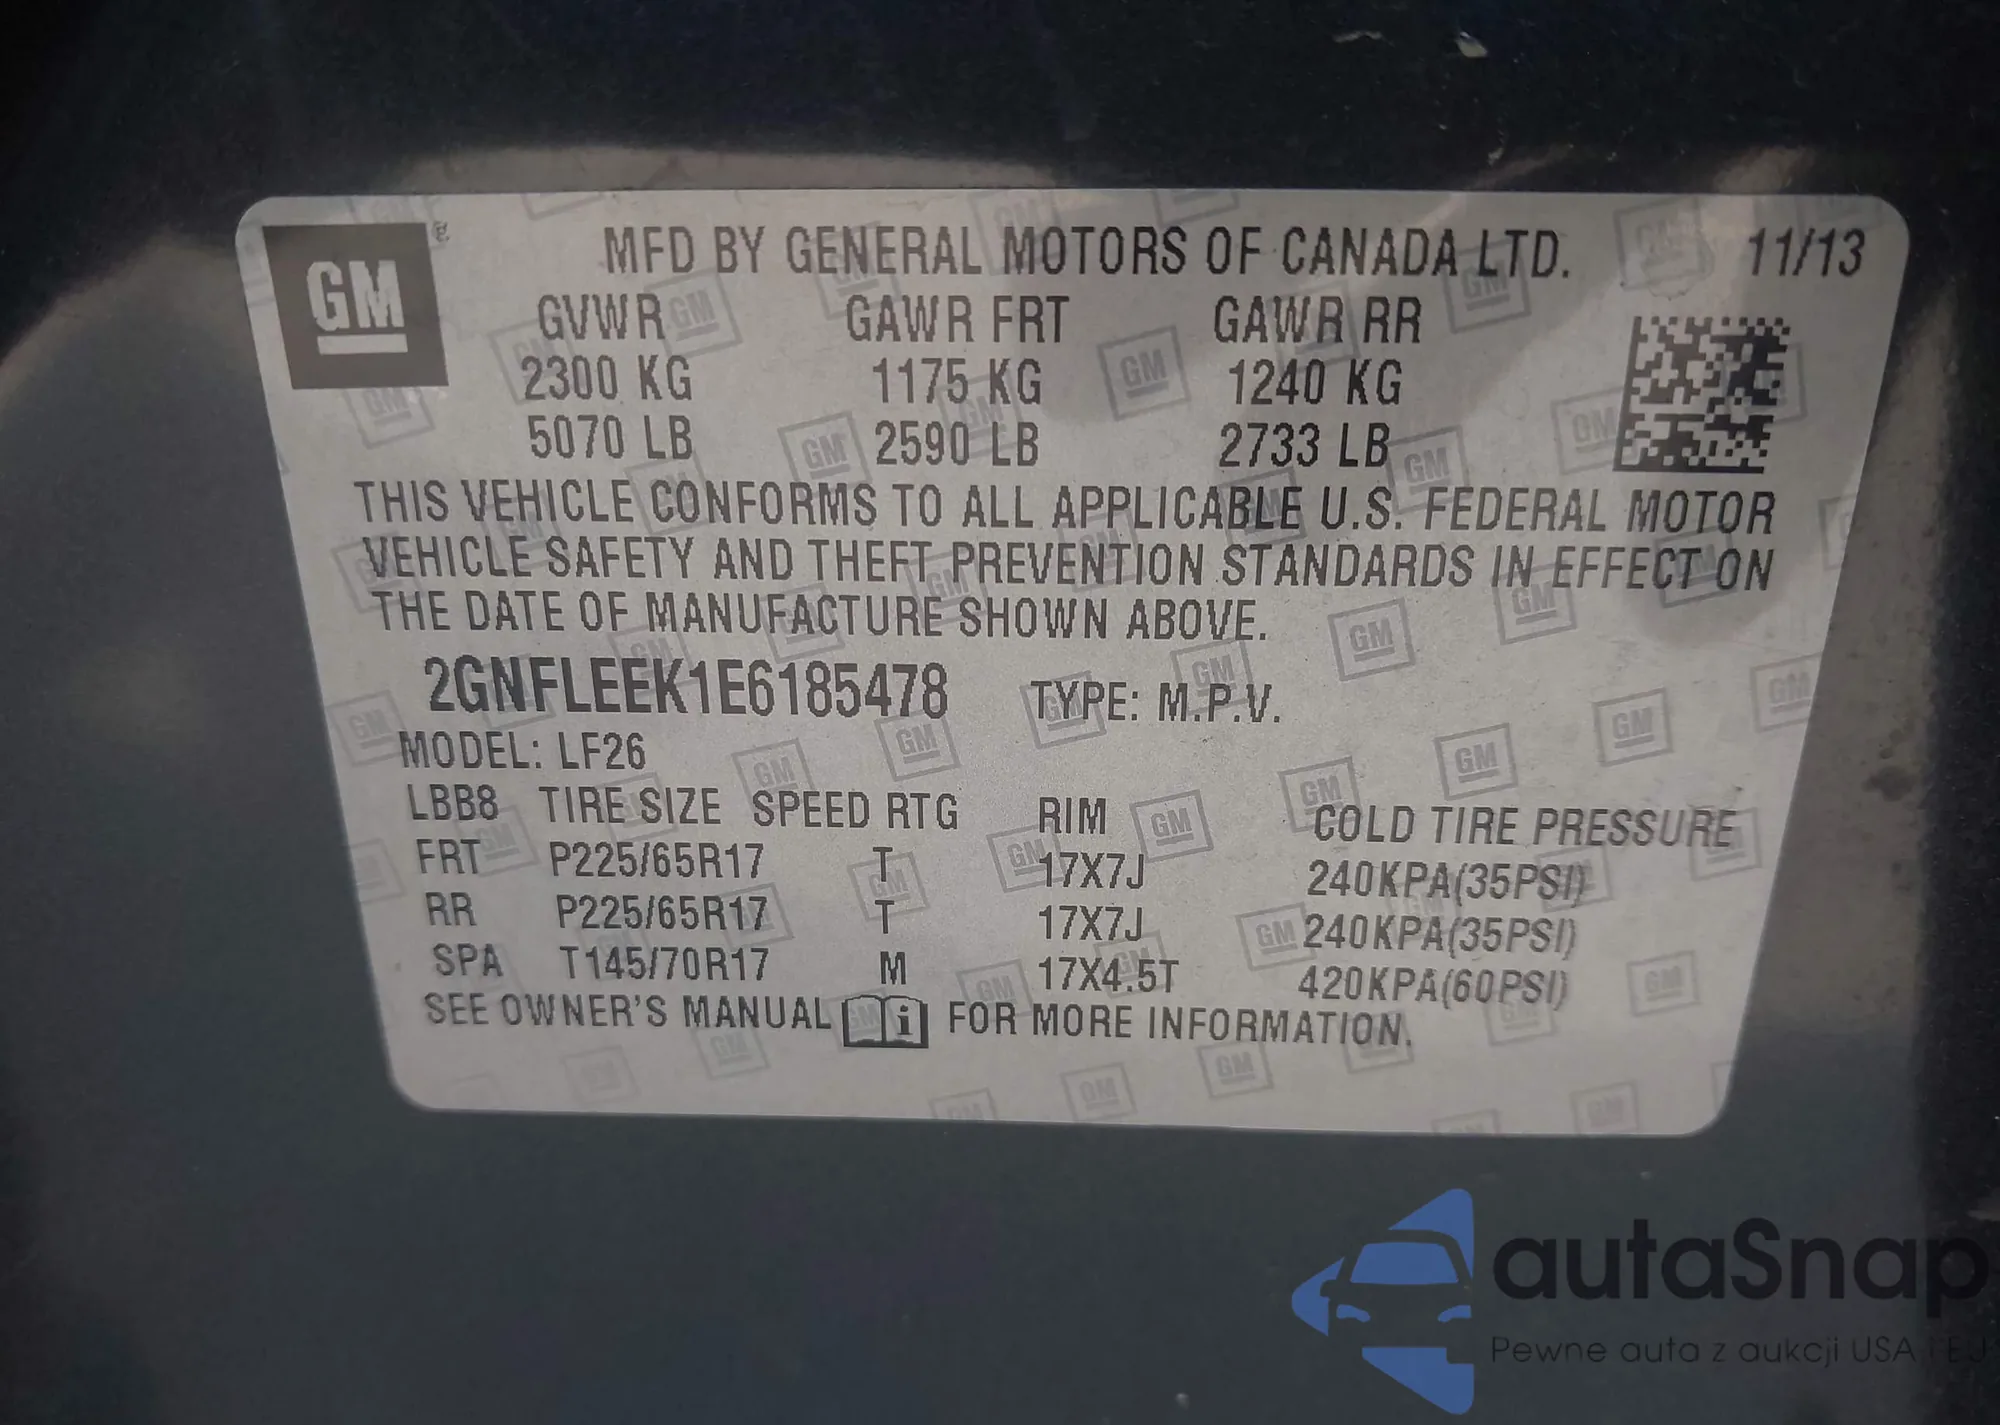 GM ® MFD BY GENERAL MOTORS OF CANADA LTD. 11/13
GVWR GAWR FRT GAWR RR
2300 KG 1175 KG 1240 KG
5070 LB 2590 LB 2733 LB
THIS VEHICLE CONFORMS TO ALL APPLICABLE U.S. FEDERAL MOTOR
VEHICLE SAFETY AND THEFT PREVENTION STANDARDS IN EFFECT ON
THE DATE OF MANUFACTURE SHOWN ABOVE.
2GNFLEEK1E6185478 TYPE: M.P.V.
MODEL: LF26
LBB8 TIRE SIZE SPEED RTG RIM COLD TIRE PRESSURE
FRT P225/65R17 T 17X7J 240KPA(35PSI)
RR P225/65R17 T 17X7J 240KPA(35PSI)
SPA T145/70R17 M 17X4.5T 420KPA(60PSI)
SEE OWNER'S MANUAL i FOR MORE INFORMATION.
autaSnap
Pewne auta z aukcji USA i EJ